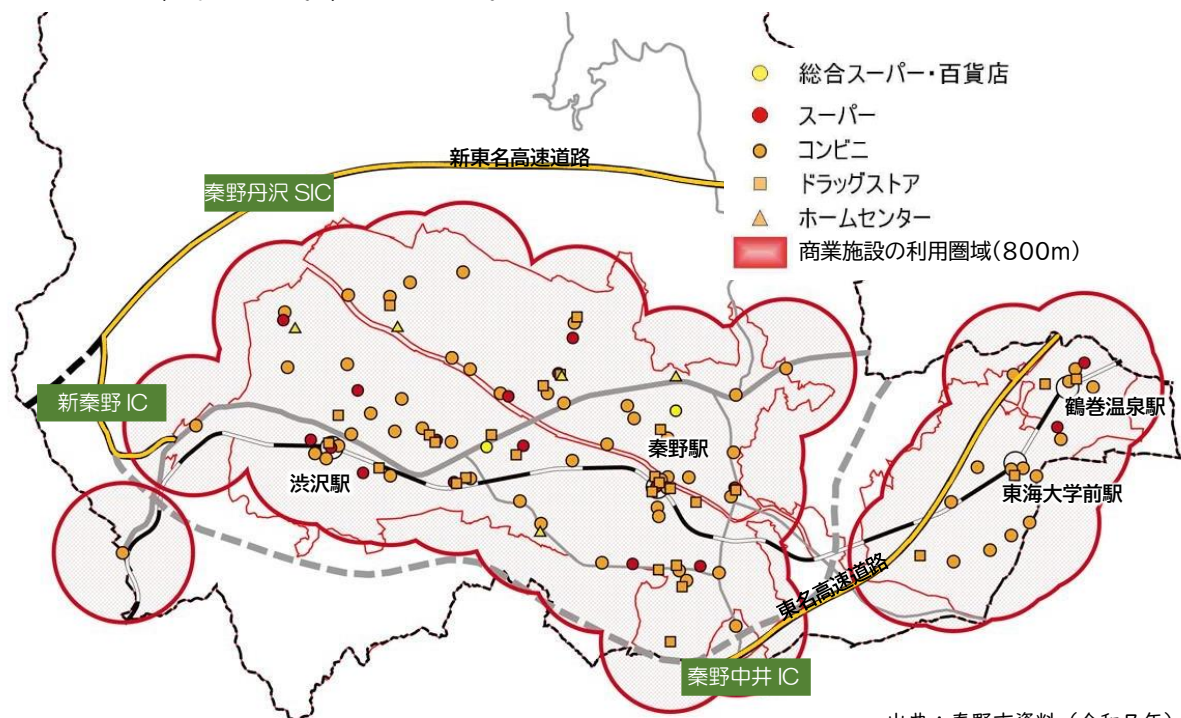 総合スーパー・百貨店
スーパー
コンビニ
ドラッグストア
ホームセンター
商業施設の利用圏域(800m)
新東名高速道路
秦野丹沢 SIC
新秦野 IC
鶴巻温泉駅
秦野駅
渋沢駅
東海大学前駅
東名高速道路
秦野中井 IC